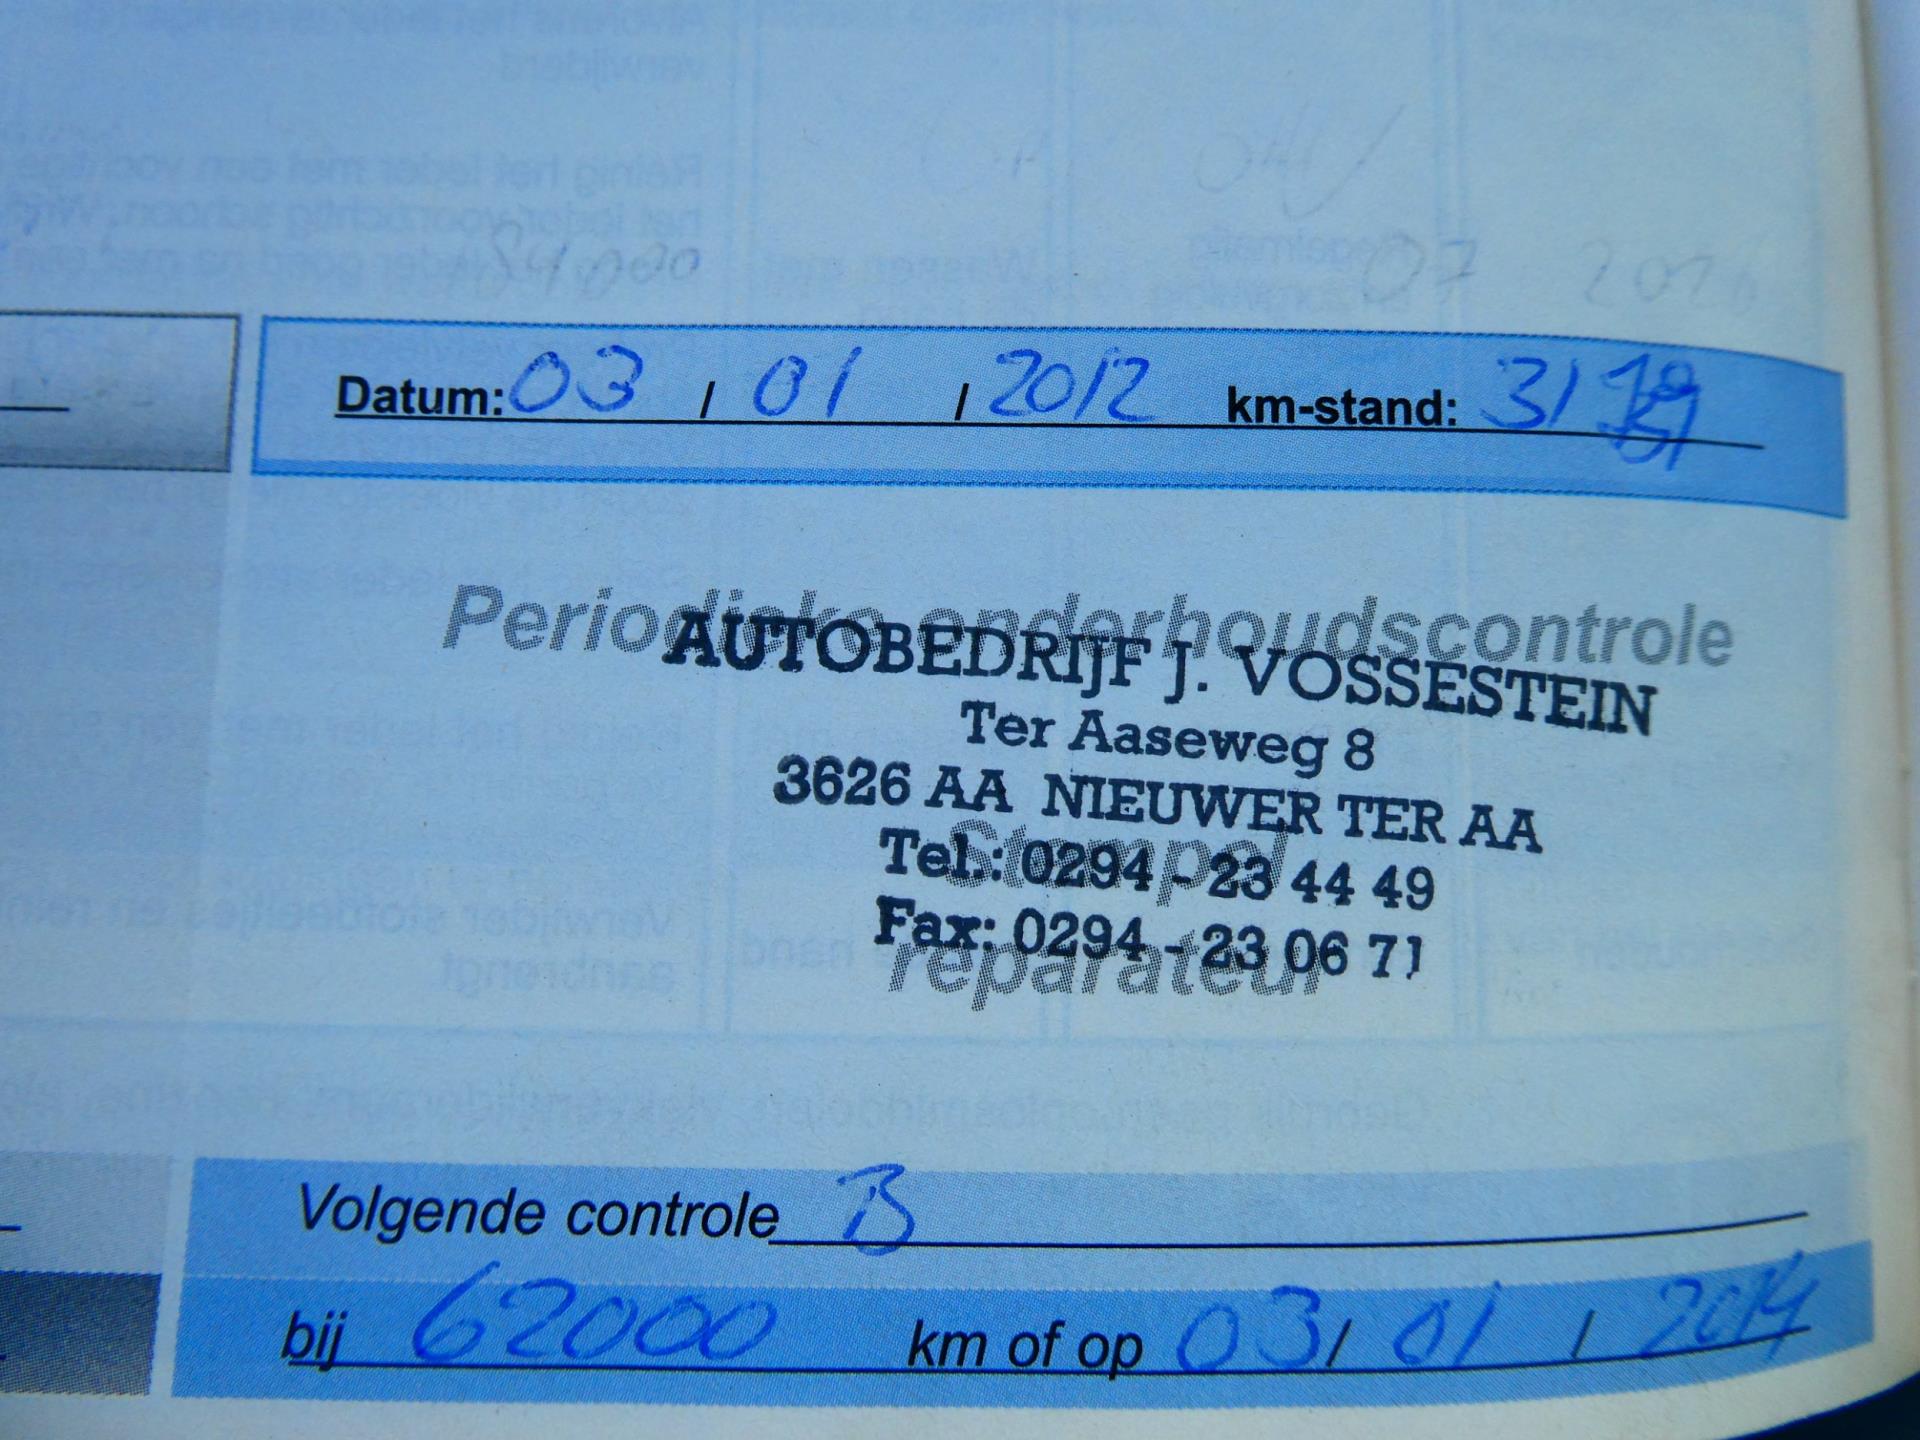 Datum: 03 / 01 / 2012 km-stand:
Periodieke onderhoudscontrole
AUTOBEDRIJF J. VOSSESTEIN
Ter Aaseweg 8
3626 AA NIEUWER TER AA
Stempel
Tel.: 0294 - 23 44 49
Fax: 0294 - 23 06 71
reparateur
Volgende controle B
bij 62000 km of op 03 / 01 / 2014